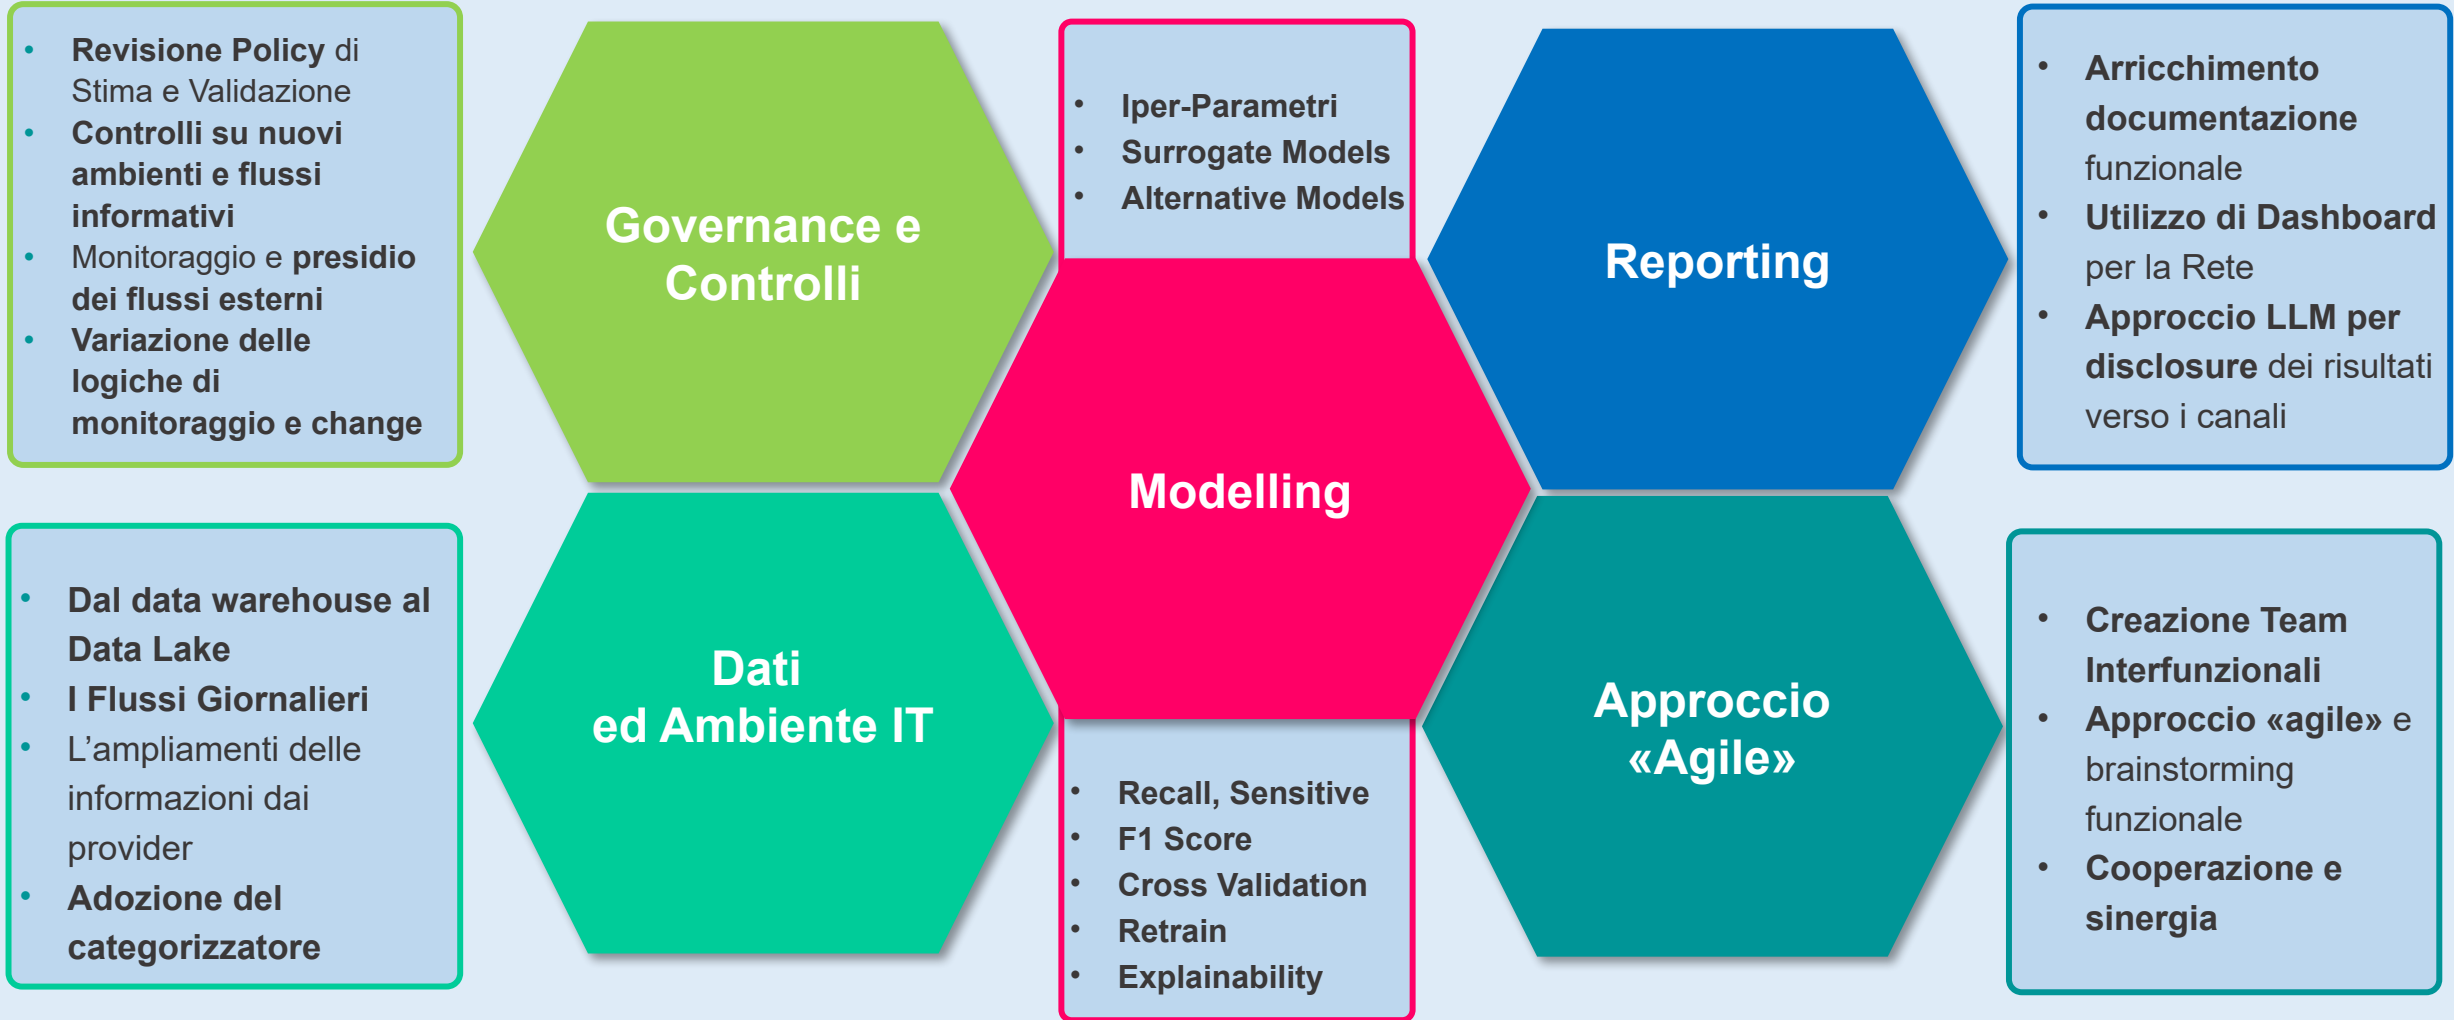 • Revisione Policy di
Stima e Validazione
• Controlli su nuovi
ambienti e flussi
informativi
• Monitoraggio e presidio
dei flussi esterni
• Variazione delle
logiche di
monitoraggio e change
Governance e
Controlli
• Iper-Parametri
• Surrogate Models
• Alternative Models
Reporting
• Arricchimento
documentazione
funzionale
• Utilizzo di Dashboard
per la Rete
• Approccio LLM per
disclosure dei risultati
verso i canali
Modelling
• Dal data warehouse al
Data Lake
• I Flussi Giornalieri
• L’ampliamenti delle
informazioni dai
provider
• Adozione del
categorizzatore
Dati
ed Ambiente IT
• Recall, Sensitive
• F1 Score
• Cross Validation
• Retrain
• Explainability
Approccio
«Agile»
• Creazione Team
Interfunzionali
• Approccio «agile» e
brainstorming
funzionale
• Cooperazione e
sinergia